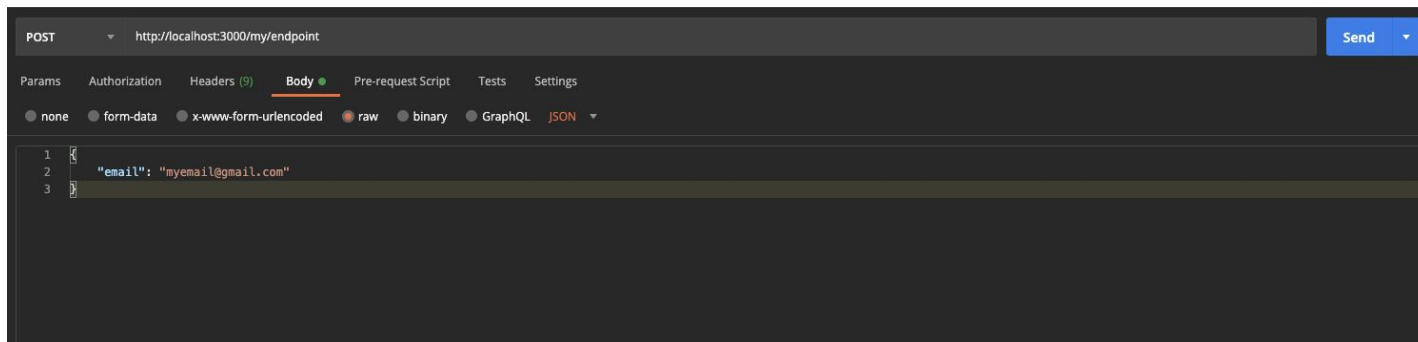 POST http://localhost:3000/my/endpoint Send
Params Authorization Headers (9) Body Pre-request Script Tests Settings
none form-data x-www-form-urlencoded raw binary GraphQL JSON
1 {
2 "email": "myemail@gmail.com"
3 }